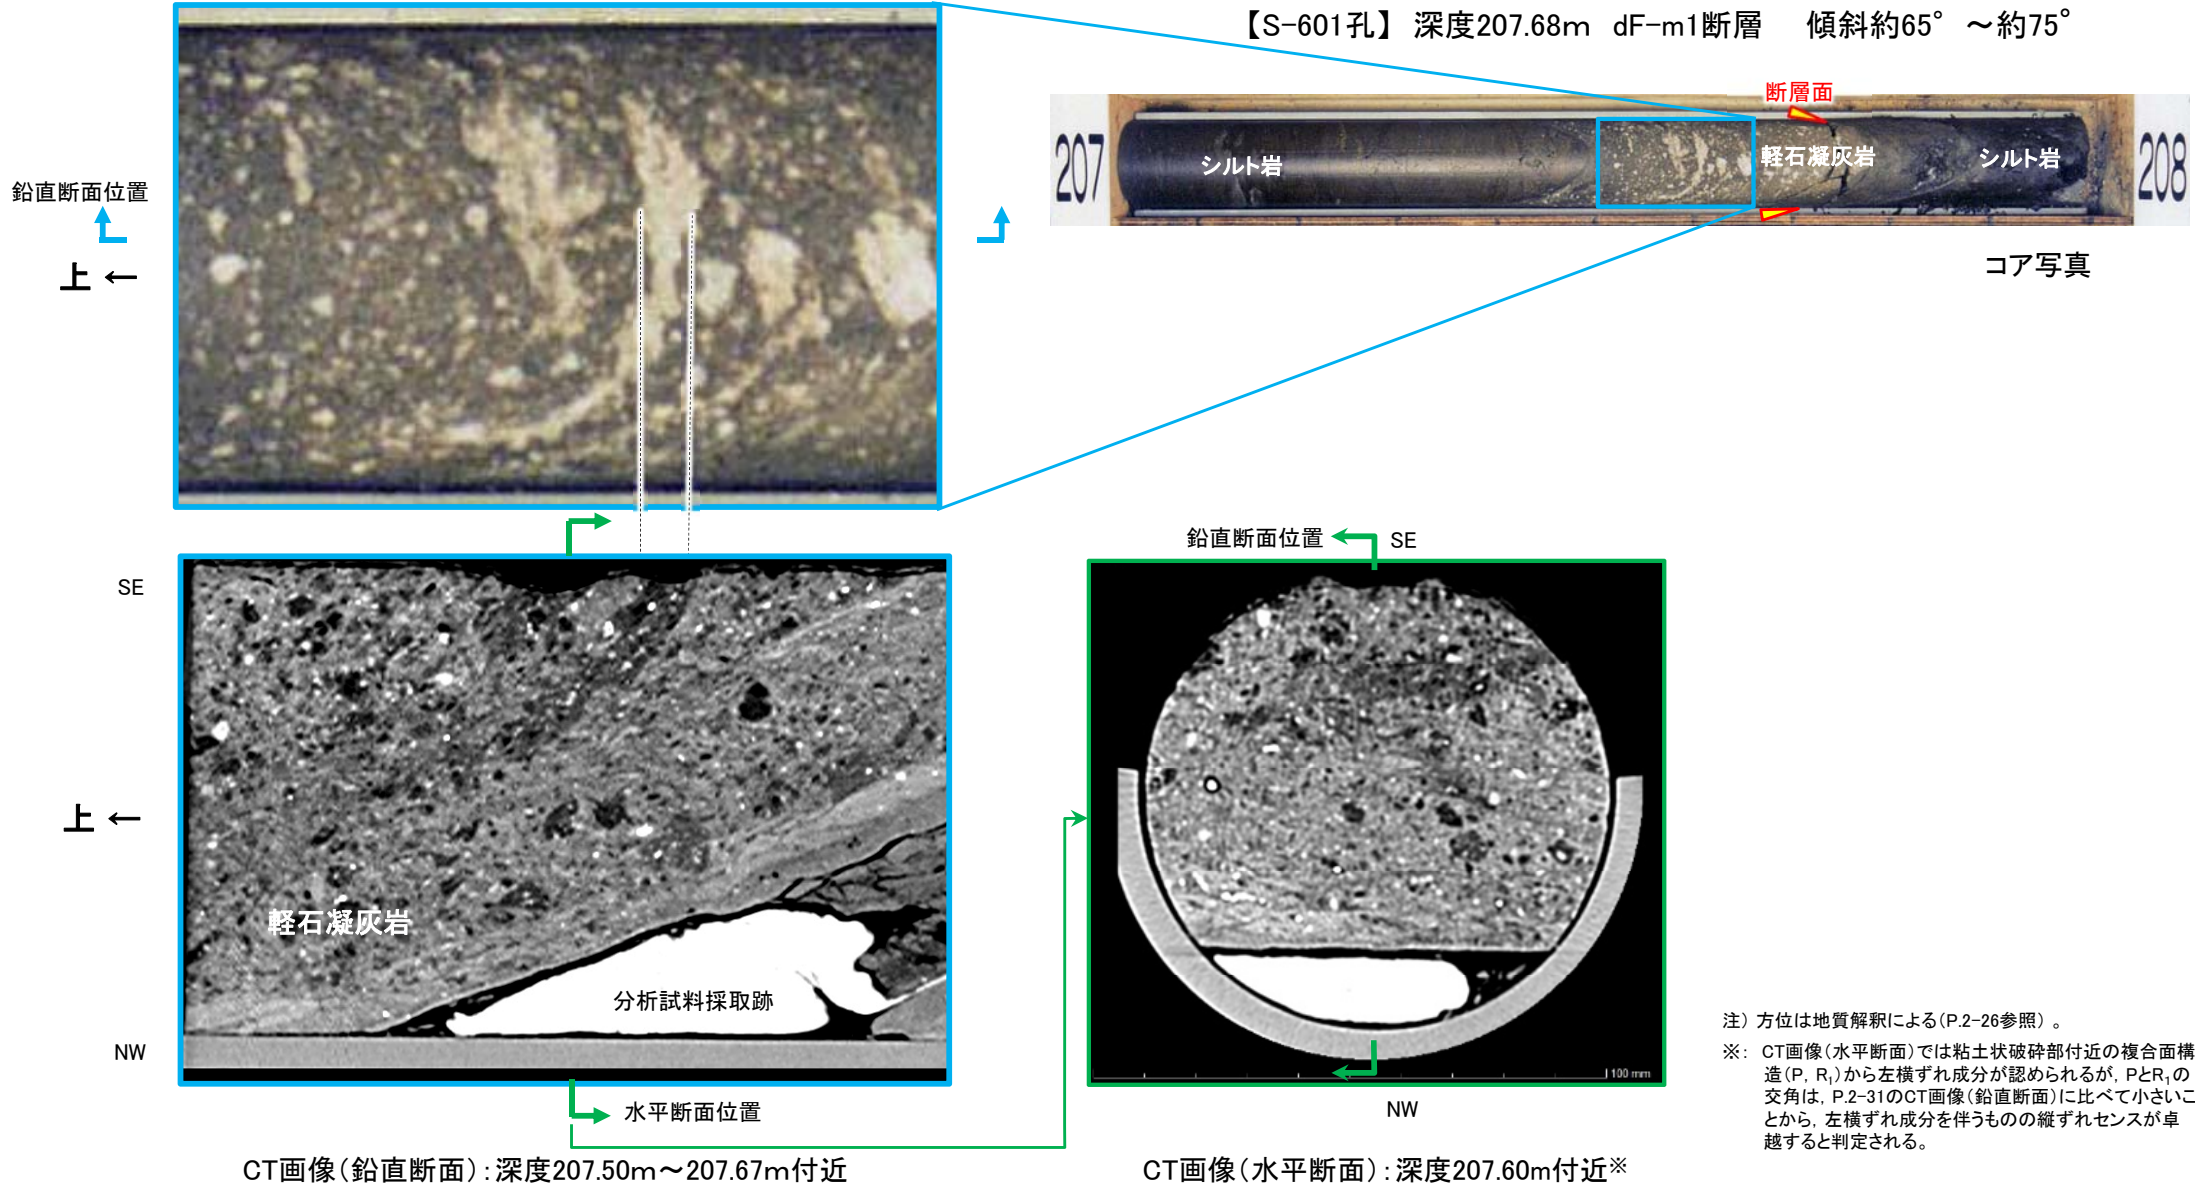 【S-601孔】 深度207.68m dF-m1断層 傾斜約65°～約75°
断層面
207
シルト岩
軽石凝灰岩
シルト岩
208
コア写真
鉛直断面位置
上 ←
鉛直断面位置
SE
SE
上 ←
軽石凝灰岩
分析試料採取跡
NW
水平断面位置
100 mm
NW
CT画像(鉛直断面)：深度207.50m～207.67m付近
CT画像(水平断面)：深度207.60m付近※
注） 方位は地質解釈による(P.2-26参照) 。
※： CT画像(水平断面)では粘土状破砕部付近の複合面構
造(P, R₁)から左横ずれ成分が認められるが, PとR₁の
交角は, P.2-31のCT画像(鉛直断面)に比べて小さいこ
とから, 左横ずれ成分を伴うものの縦ずれセンスが卓
越すると判定される。